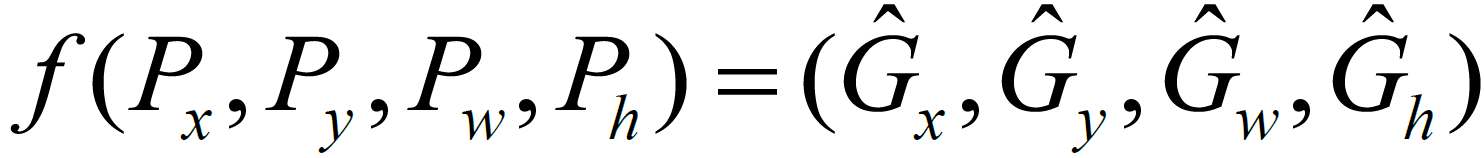 f(P_x, P_y, P_w, P_h) = (Ĝ_x, Ĝ_y, Ĝ_w, Ĝ_h)